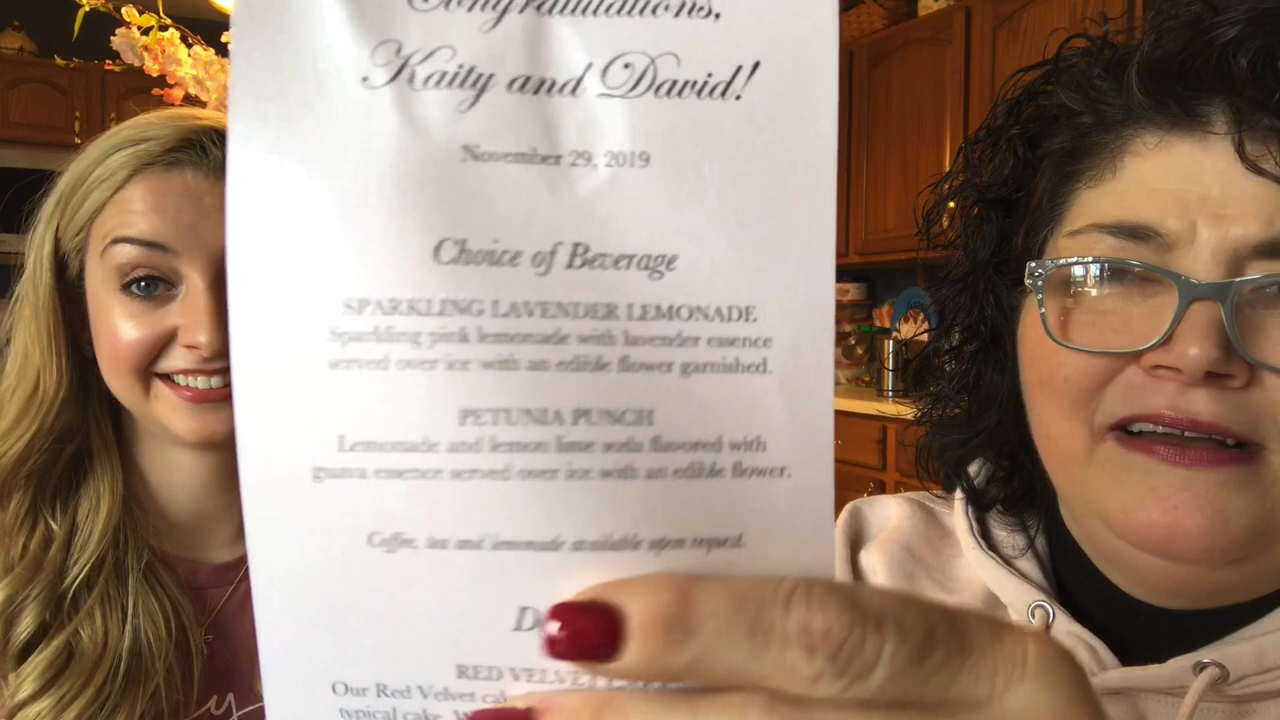 Congratulations,
Kaity and David!
November 29, 2019
Choice of Beverage
SPARKLING LAVENDER LEMONADE
Sparkling pink lemonade with lavender essence
served over ice with an edible flower garnished.
PETUNIA PUNCH
Lemonade and lemon lime soda flavored with
guava essence served over ice with an edible flower.
Coffee, tea and lemonade available upon request.
RED VELVET
Our Red Velvet
typical cake.